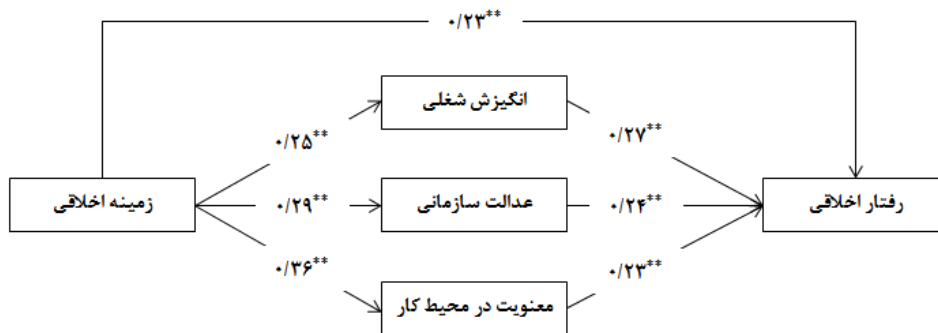 ۰/۲۳**
انگیزش شغلی
۰/۲۵**
۰/۲۷**
زمینه اخلاقی
۰/۲۹**
عدالت سازمانی
۰/۲۴**
رفتار اخلاقی
۰/۳۶**
۰/۲۳**
معنویت در محیط کار